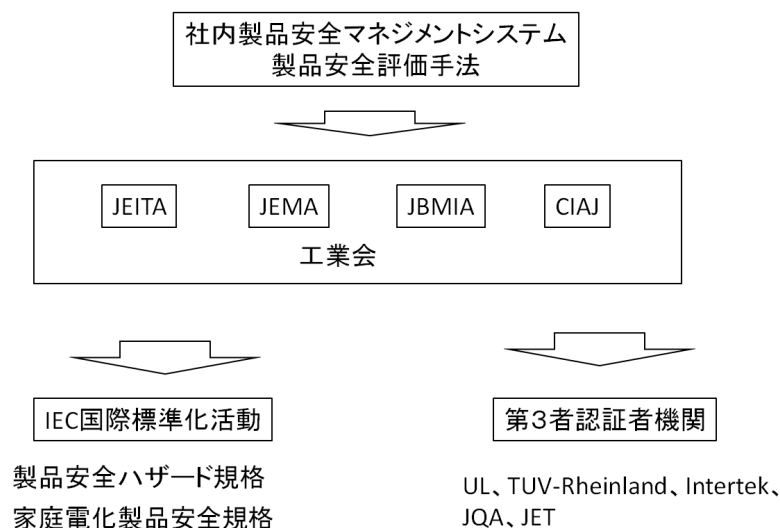 社内製品安全マネジメントシステム
製品安全評価手法
JEITA
JEMA
JBMIA
CIAJ
工業会
IEC国際標準化活動
製品安全ハザード規格
家庭電化製品安全規格
第3者認証者機関
UL、TUV-Rheinland、Intertek、
JQA、JET